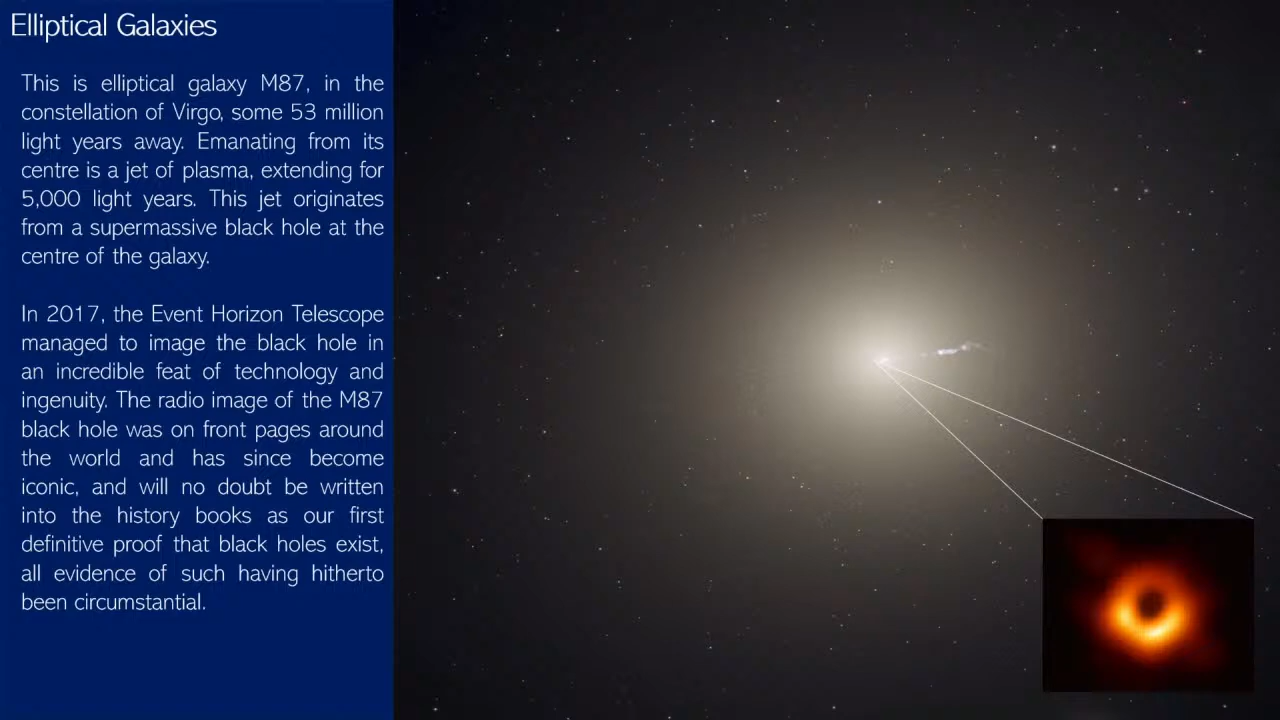 Elliptical Galaxies
This is elliptical galaxy M87, in the
constellation of Virgo, some 53 million
light years away. Emanating from its
centre is a jet of plasma, extending for
5,000 light years. This jet originates
from a supermassive black hole at the
centre of the galaxy.
In 2017, the Event Horizon Telescope
managed to image the black hole in
an incredible feat of technology and
ingenuity. The radio image of the M87
black hole was on front pages around
the world and has since become
iconic, and will no doubt be written
into the history books as our first
definitive proof that black holes exist,
all evidence of such having hitherto
been circumstantial.